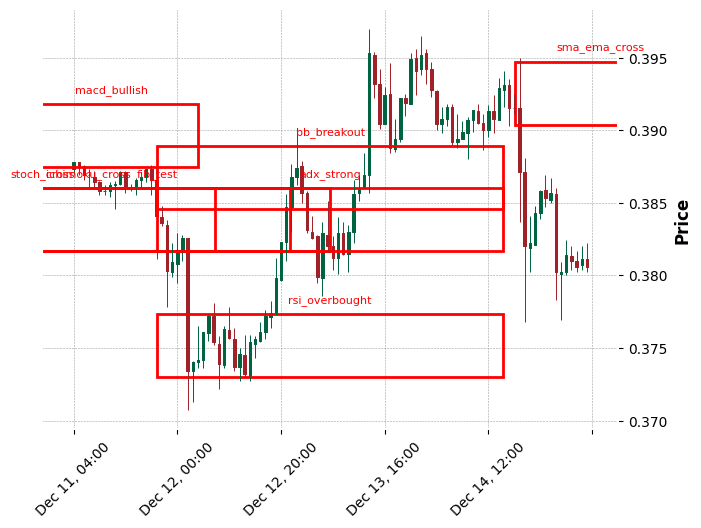 sma_ema_cross
macd_bullish
bb_breakout
adx_strong
rsi_overbought
0.395
0.390
0.385
0.380
0.375
0.370
Price
Dec 11, 04:00
Dec 12, 00:00
Dec 12, 20:00
Dec 13, 16:00
Dec 14, 12:00